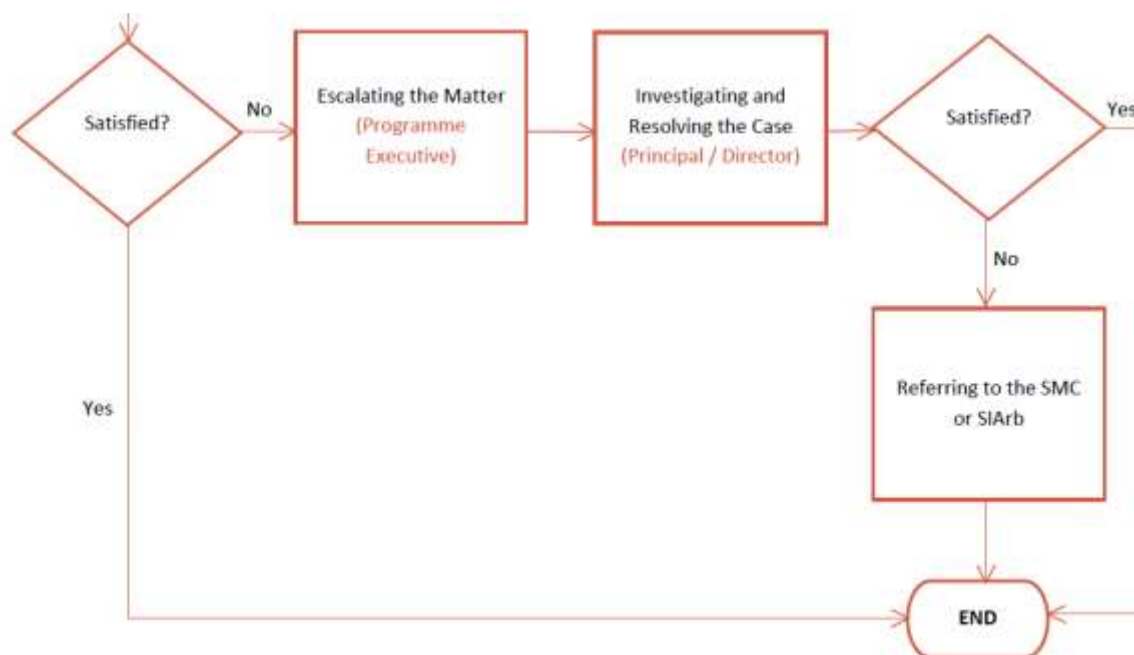 Satisfied?
No
Escalating the Matter
(Programme
Executive)
Investigating and
Resolving the Case
(Principal / Director)
Satisfied?
Yes
No
Referring to the SMC
or SIArb
Yes
END